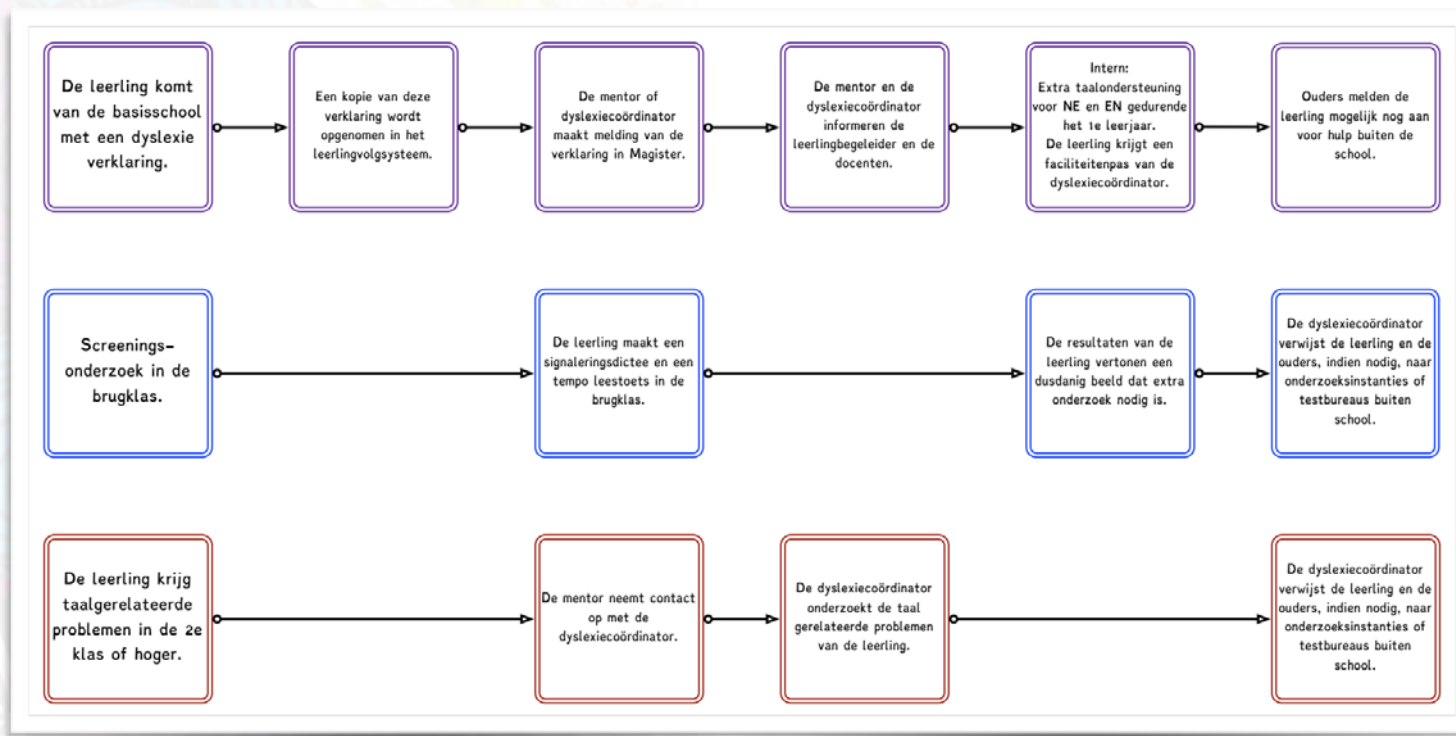 De leerling komt
van de basisschool
met een dyslexie
verklaring.
Een kopie van deze
verklaring wordt
opgenomen in het
leerlingvolgsysteem.
De mentor of
dyslexiecoördinator
maakt melding van de
verklaring in Magister.
De mentor en de
dyslexiecoördinator
informeren de
leerlingbegeleider en de
docenten.
Intern:
Extra taalondersteuning
voor NE en EN gedurende
het 1e leerjaar.
De leerling krijgt een
faciliteitenpas van de
dyslexiecoördinator.
Ouders melden de
leerling mogelijk nog aan
voor hulp buiten de
school.
Screenings-
onderzoek in de
brugklas.
De leerling maakt een
signaleringsdictee en een
tempo leestoets in de
brugklas.
De resultaten van de
leerling vertonen een
dusdanig beeld dat extra
onderzoek nodig is.
De dyslexiecoördinator
verwijst de leerling en de
ouders, indien nodig, naar
onderzoeksinstanties of
testbureaus buiten
school.
De leerling krijg
taalgerelateerde
problemen in de 2e
klas of hoger.
De mentor neemt contact
op met de
dyslexiecoördinator.
De dyslexiecoördinator
onderzoekt de taal
gerelateerde problemen
van de leerling.
De dyslexiecoördinator
verwijst de leerling en de
ouders, indien nodig, naar
onderzoeksinstanties of
testbureaus buiten
school.